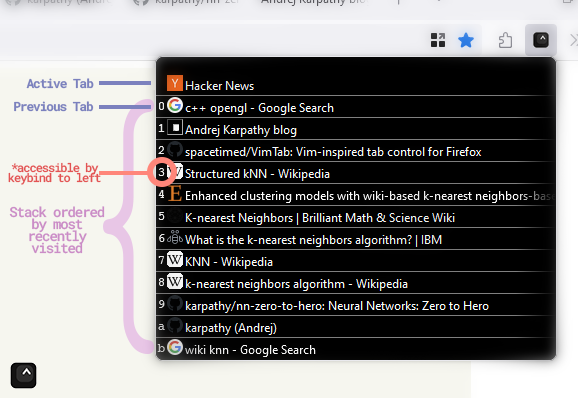 karpathy (Andr
karpathy/nn-zer
Andrej Karpathy blo
Active Tab
Hacker News
Previous Tab
0 c++ opengl - Google Search
1 Andrej Karpathy blog
2 spacetimed/VimTab: Vim-inspired tab control for Firefox
*accessible by
keybind to left
3 Structured kNN - Wikipedia
4 Enhanced clustering models with wiki-based k-nearest neighbors-bas
Stack ordered
by most
recently
visited
5 K-nearest Neighbors | Brilliant Math & Science Wiki
6 What is the k-nearest neighbors algorithm? | IBM
7 KNN - Wikipedia
8 k-nearest neighbors algorithm - Wikipedia
9 karpathy/nn-zero-to-hero: Neural Networks: Zero to Hero
a karpathy (Andrej)
b wiki knn - Google Search